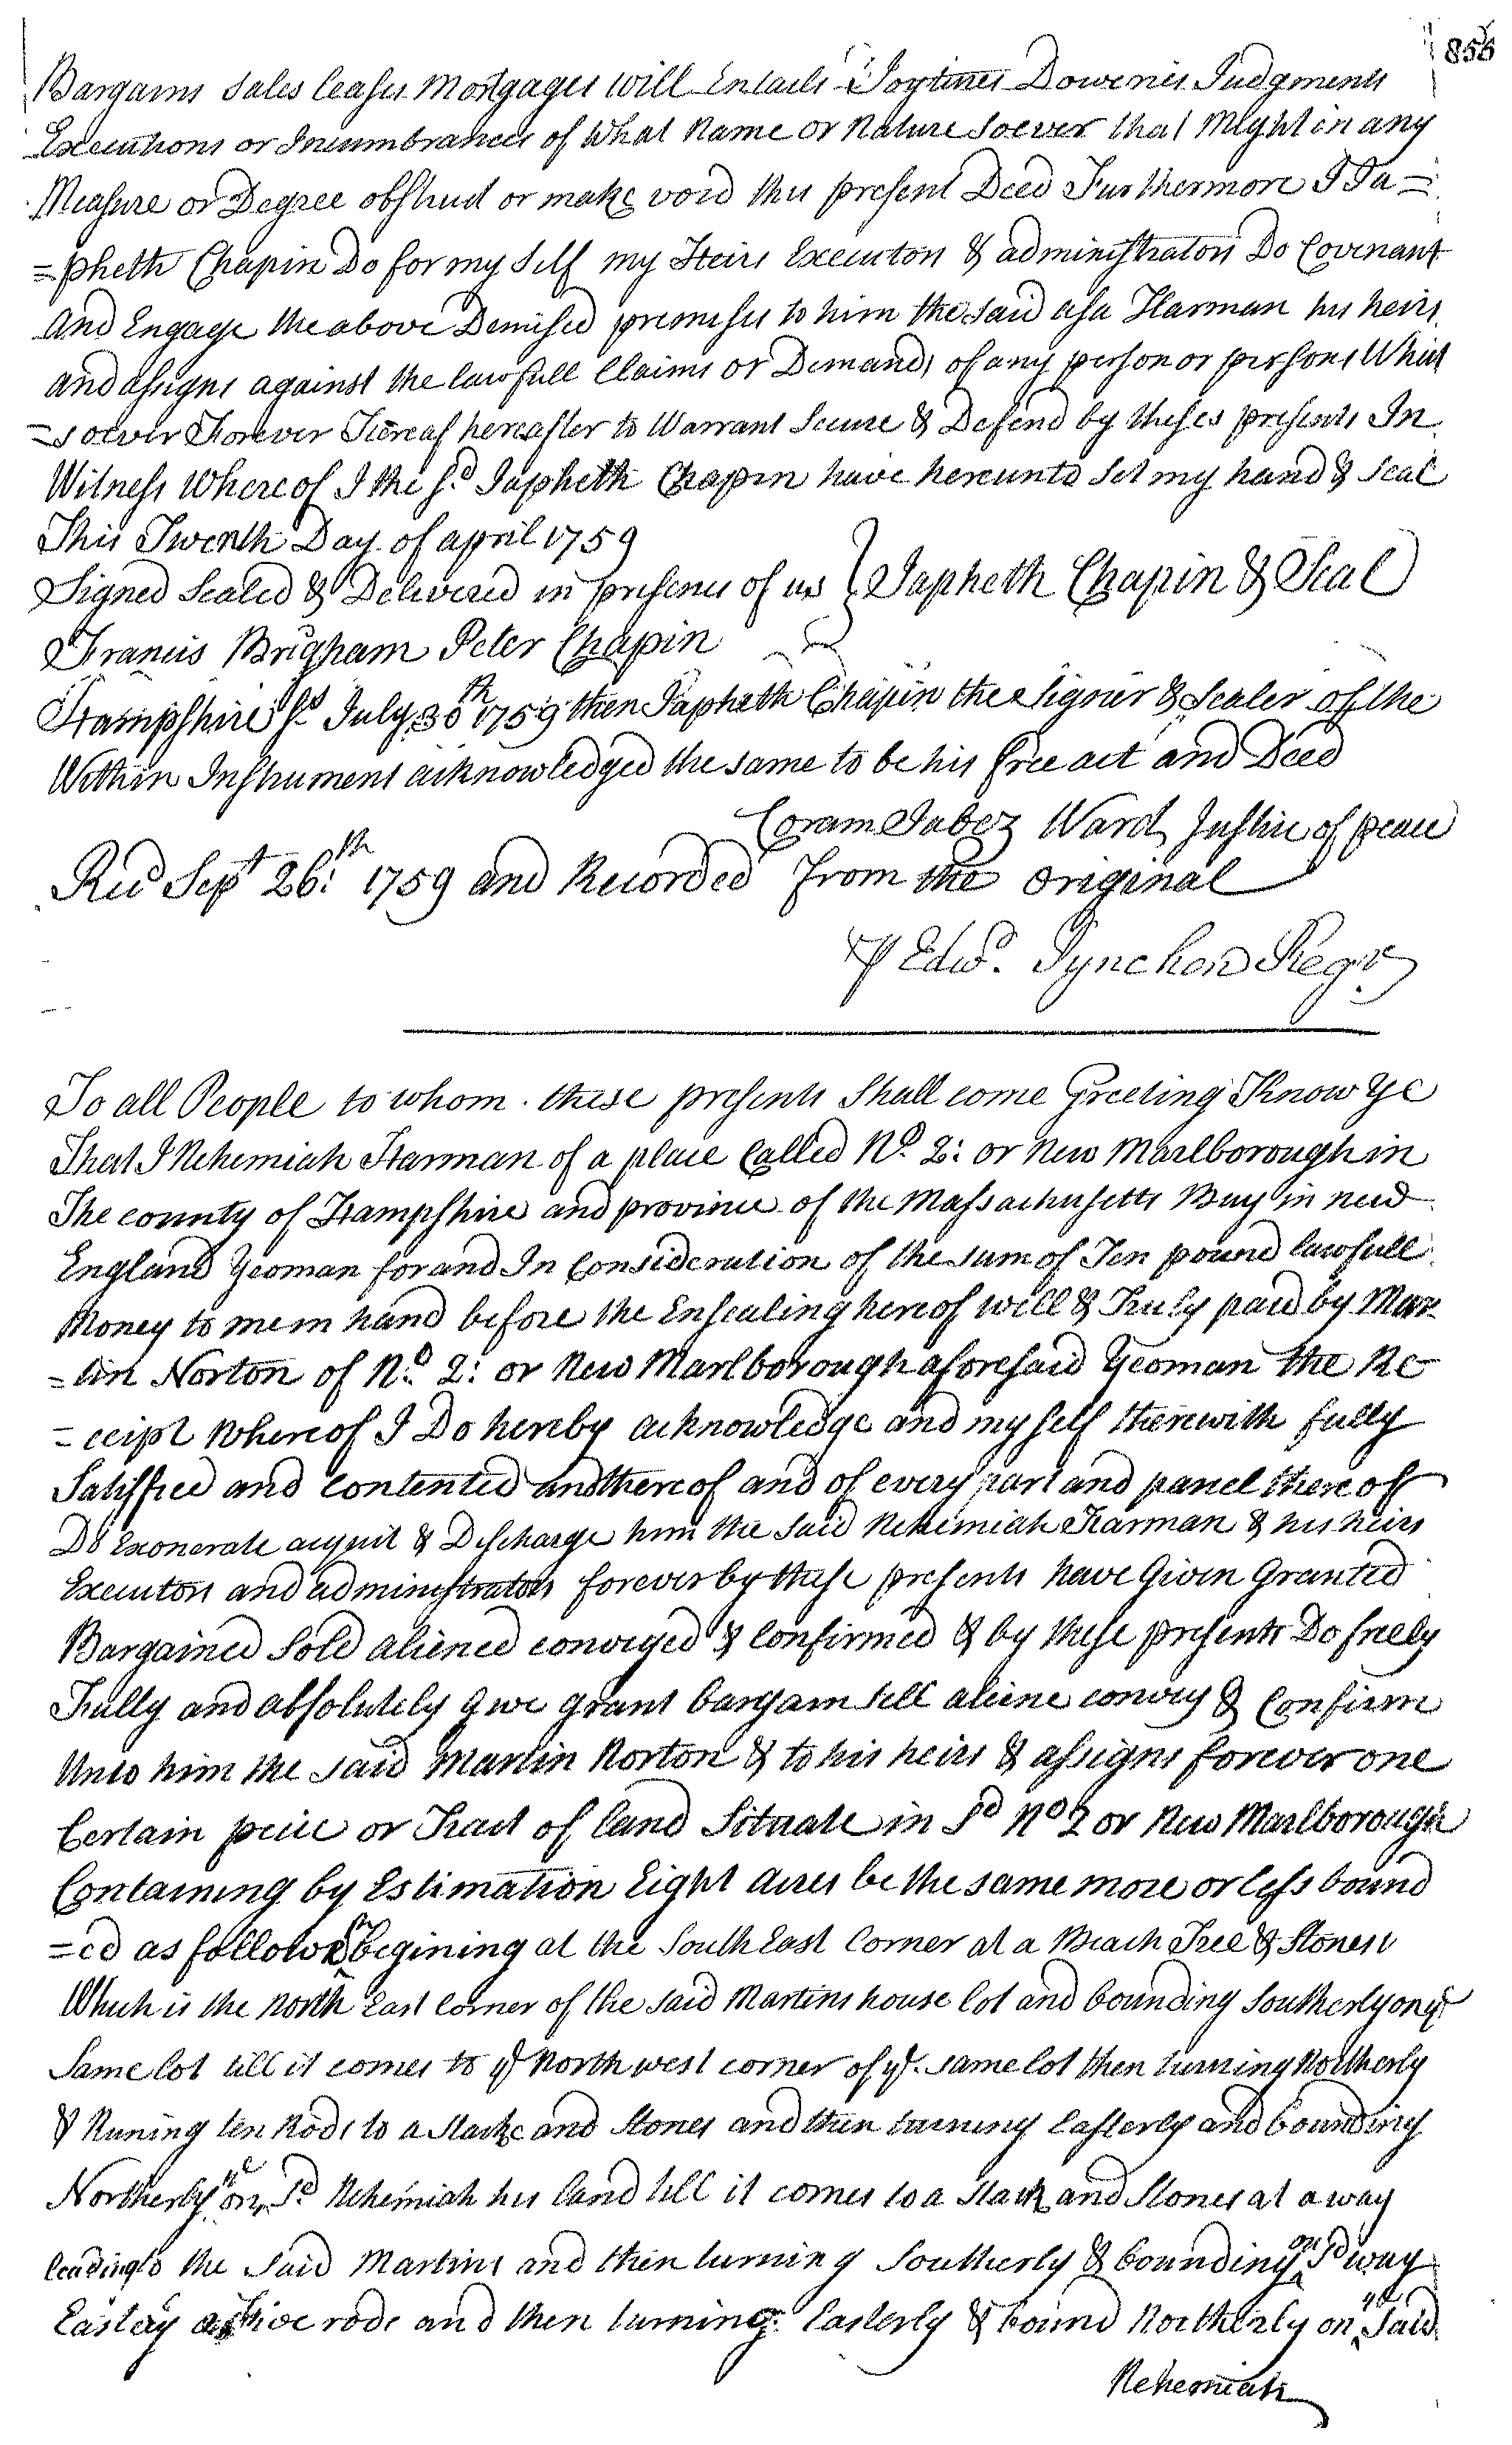 855
Bargains Sales leases Mortgages Will Entails Joyntures Doweries Judgments
Executions or Incumbrances of What Name or Nature Soever that Might in any
Measure or Degree obstruct or make void this present Deed Furthermore I Ja=
=pheth Chapin Do for my Self my Heirs Executors & administrators Do Covenant
And Engage the above Demised premises to him the said asa Harman his heirs
and assigns against the lawfull Claims or Demands of any person or persons What
=soever Forever Hereaf hereafter to Warrant Secure & Defend by theses presents In
Witness Whereof I the sd. Japheth Chapin have hereunto Set my hand & Seal
This Twenth Day of april 1759
Signed Sealed & Delivered in presence of us } Japheth Chapin & Seal
Francis Brigham Peter Chapin
Hampshire ss July 30th 1759 then Japheth Chapin the Signer & Sealer of the
Within Instrument acknowledged the same to be his free act and Deed
Coram Jabez Ward Justice of peace
Recd Sept 26:th 1759 and Recorded From the original
⅌ Edwd. Pynchon Regr.
To all People to whom these presents Shall come Greeting Know Ye
That I Nehemiah Harman of a place Called No. 2: or New Marlborough in
The county of Hampshire and province of the Massachusetts Bay in new
England Yeoman for and In Consideration of the sum of Ten pound lawfull
Money to me in hand before the Ensealing hereof well & Truly paid by Mar
=tin Norton of No. 2: or New Marlborough aforesaid Yeoman the Re
=ceipt Whereof I Do hereby acknowledge and my self therewith fully
Satisfied and contented and thereof and of every part and parcel thereof
Do Exonerate acquit & Discharge him the said Nehemiah Harman & his heirs
Executors and administrators forever by these presents have Given Granted
Bargained Sold aliened conveyed & Confirmed & by these presents Do freely
Fully and absolutely give grant bargain sell aliene convey & Confirm
Unto him the said Martin Norton & to his heirs & assigns forever one
Certain peice or Tract of land Situate in sd No 2 or New Marlborough
Containing by Estimation Eight Acres be the same more or less bound
=ed as follows begining at the South East Corner at a Beach Tree & Stones
Which is the North East Corner of the said Martins house lot and bounding Southerly on ye
Same lot till it comes to ye North west corner of ye. same lot then turning Northerly
& Runing ten Rods to a Stake and Stones and then turning Easterly and bounding
Northerly on ye sd Nehemiah his land till it comes to a Stack and Stones at a way
leading to the Said Martins and then turning Southerly & bounding on sd way
Easterly five rods and then turning Easterly & bound Northerly on ye said
Nehemiah